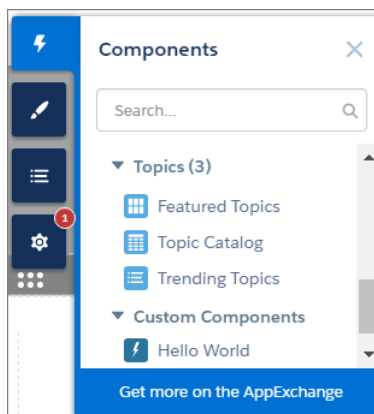 Components
Search...
Topics (3)
Featured Topics
Topic Catalog
1
Trending Topics
Custom Components
Hello World
Get more on the AppExchange